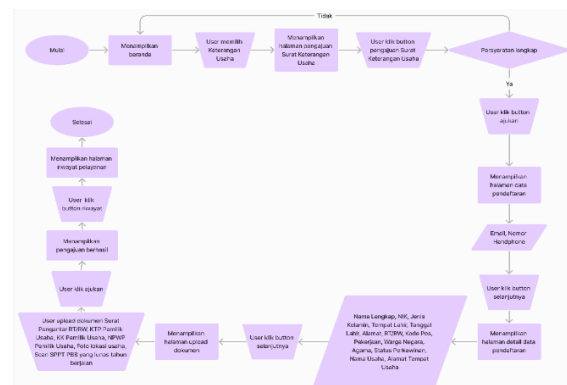 Tidak
Mulai
Menampilkan
beranda
User memilih
Keterangan
Usaha
Menampilkan
halaman pengajuan
Surat Keterangan
Usaha
User klik button
pengajuan Surat
Keterangan Usaha
Persyaratan lengkap
Ya
User klik button
ajukan
Menampilkan
halaman data
pendaftaran
Email, Nomor
Handphone
User klik button
selanjutnya
Menampilkan
halaman detail data
pendaftaran
Nama Lengkap, NIK, Jenis
Kelamin, Tempat Lahir, Tanggal
Lahir, Alamat, RT/RW, Kode Pos,
Pekerjaan, Warga Negara,
Agama, Status Perkawinan,
Nama Usaha, Alamat Tempat
Usaha
User klik button
selanjutnya
Menampilkan
halaman upload
dokumen
User upload dokumen Surat
Pengantar RT/RW, KTP Pemilik
Usaha, KK Pemilik Usaha, NPWP
Pemilik Usaha, Foto lokasi usaha,
Scan SPPT PBB yang lunas tahun
berjalan
User klik ajukan
Menampilkan
pengajuan berhasil
User klik
button riwayat
Menampilkan halaman
riwayat pelayanan
Selesai